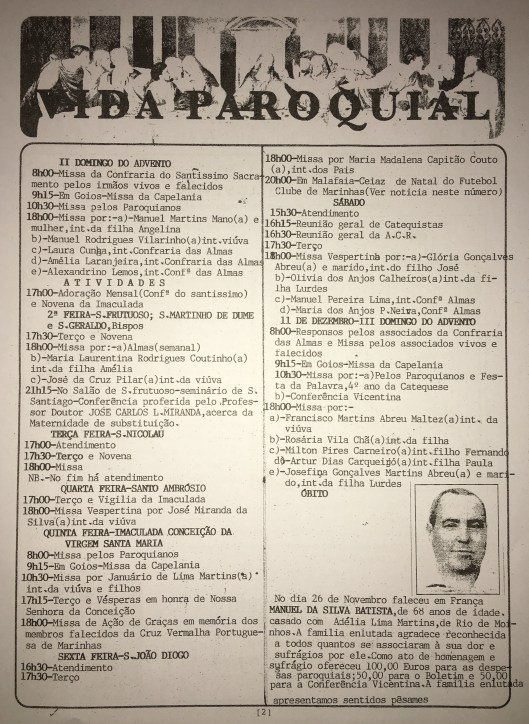 VIDA PAROQUIAL
II DOMINGO DO ADVENTO
8h00-Missa da Confraria do Santissimo Sacra-
mento pelos irmãos vivos e falecidos
9h15-Em Goios-Missa da Capelania
10h30-Missa pelos Paroquianos
18h00-Missa por:-a)-Manuel Martins Mano(a) e
mulher,int.da filha Angelina
b)-Manuel Rodrigues Vilarinho(a)int.viúva
c)-Laura Cunha,int.Confraria das Almas
d)-Amélia Laranjeira,int.Confraria das Almas
e)-Alexandrino Lemos,int.Confª das Almas
A T I V I D A D E S
17h00-Adoração Mensal(Confª do santissimo)
e Novena da Imaculada
2ª FEIRA-S.FRUTUOSO; S.MARTINHO DE DUME
e S.GERALDO,Bispos
17h30-Terço e Novena
18h00-Missa por:-a)Almas(semanal)
b)-Maria Laurentina Rodrigues Coutinho(a)
int.da filha Amélia
c)-José da Cruz Pilar(a)int.da viúva
21h15-No Salão de S.frutuoso-seminário de S.
Santiago-Conferência proferida pelo.Profes-
sor Doutor JOSÉ CARLOS L.MIRANDA,acerca da
Maternidade de substituição.
TERÇA FEIRA-S.NICOLAU
17h00-Atendimento
17h30-Terço e Novena
18h00-Missa
NB.-No fim há atendimento
QUARTA FEIRA-SANTO AMBRÓSIO
17h00-Terço e Vigilia da Imaculada
18h00-Missa Vespertina por José Miranda da
Silva(a)int.da viúva
QUINTA FEIRA-IMACULADA CONCEIÇÃO DA
VIRGEM SANTA MARIA
8h00-Missa pelos Paroquianos
9h15-Em Goios-Missa da Capelania
10h30-Missa por Januário de Lima Martins(a)
int.da viúva e filhos
17h15-Terço e Vésperas em honra de Nossa
Senhora da Conceição
18h00-Missa de Ação de Graças em memória dos
membros falecidos da Cruz Vermalha Portugue-
sa de Marinhas
SEXTA FEIRA-S.JOÃO DIOGO
16h30-Atendimento
17h30-Terço
18h00-Missa por Maria Madalena Capitão Couto
(a),int.dos Pais
20h00-Em Malafaia-Ceiaz de Natal do Futebol
Clube de Marinhas(Ver noticia neste número)
SÁBADO
15h30-Atendimento
16h15-Reunião geral de Catequistas
16h30-Reunião geral da A.C.R.
17h30-Terço
18h00-Missa Vespertina por:-a)-Glória Gonçalves
Abreu(a) e marido,int.do filho José
b)-Olivia dos Anjos Calheiros(a)int.da fi-
lha Lurdes
c)-Manuel Pereira Lima,int.Confª Almas
d)-Maria dos Anjos P.Neiva,Confª Almas
11 DE DEZEMBRO-III DOMINGO DO ADVENTO
8h00-Responsos pelos associados da Confraria
das Almas e Missa pelos associados vivos e
falecidos
9h15-Em Goios-Missa da Capelania
10h30-Missa por:-a)Pelos Paroquianos e Fes-
ta da Palavra,4º ano da Catequese
b)-Conferência Vicentina
18h00-Missa por:-
a)-Francisco Martins Abreu Maltez(a)int. da
viúva
b)-Rosária Vila Chã(a)int.da filha
c)-Milton Pires Carneiro(a)int.filho Fernando
d)-Artur Dias Carqueijó(a)int.filha Paula
e)-Josefina Gonçalves Martins Abreu(a) e mari-
do,int.da filha Lurdes
ÓBITO
No dia 26 de Novembro faleceu em França
MANUEL DA SILVA BATISTA,de 68 anos de idade.
casado com Adélia Lima Martins,de Rio de Moi-
nhos.A familia enlutada agradece reconhecida
a todos quantos se associaram à sua dor e
sufrágios por ele.Como ato de homenagem e
sufrágio ofereceu 100,00 Euros para as despe-
sas paroquiais;50,00 para o Boletim e 50,00
para a Conferência Vicentina.A familia enlutada
apresentamos sentidos pêsames
(2)